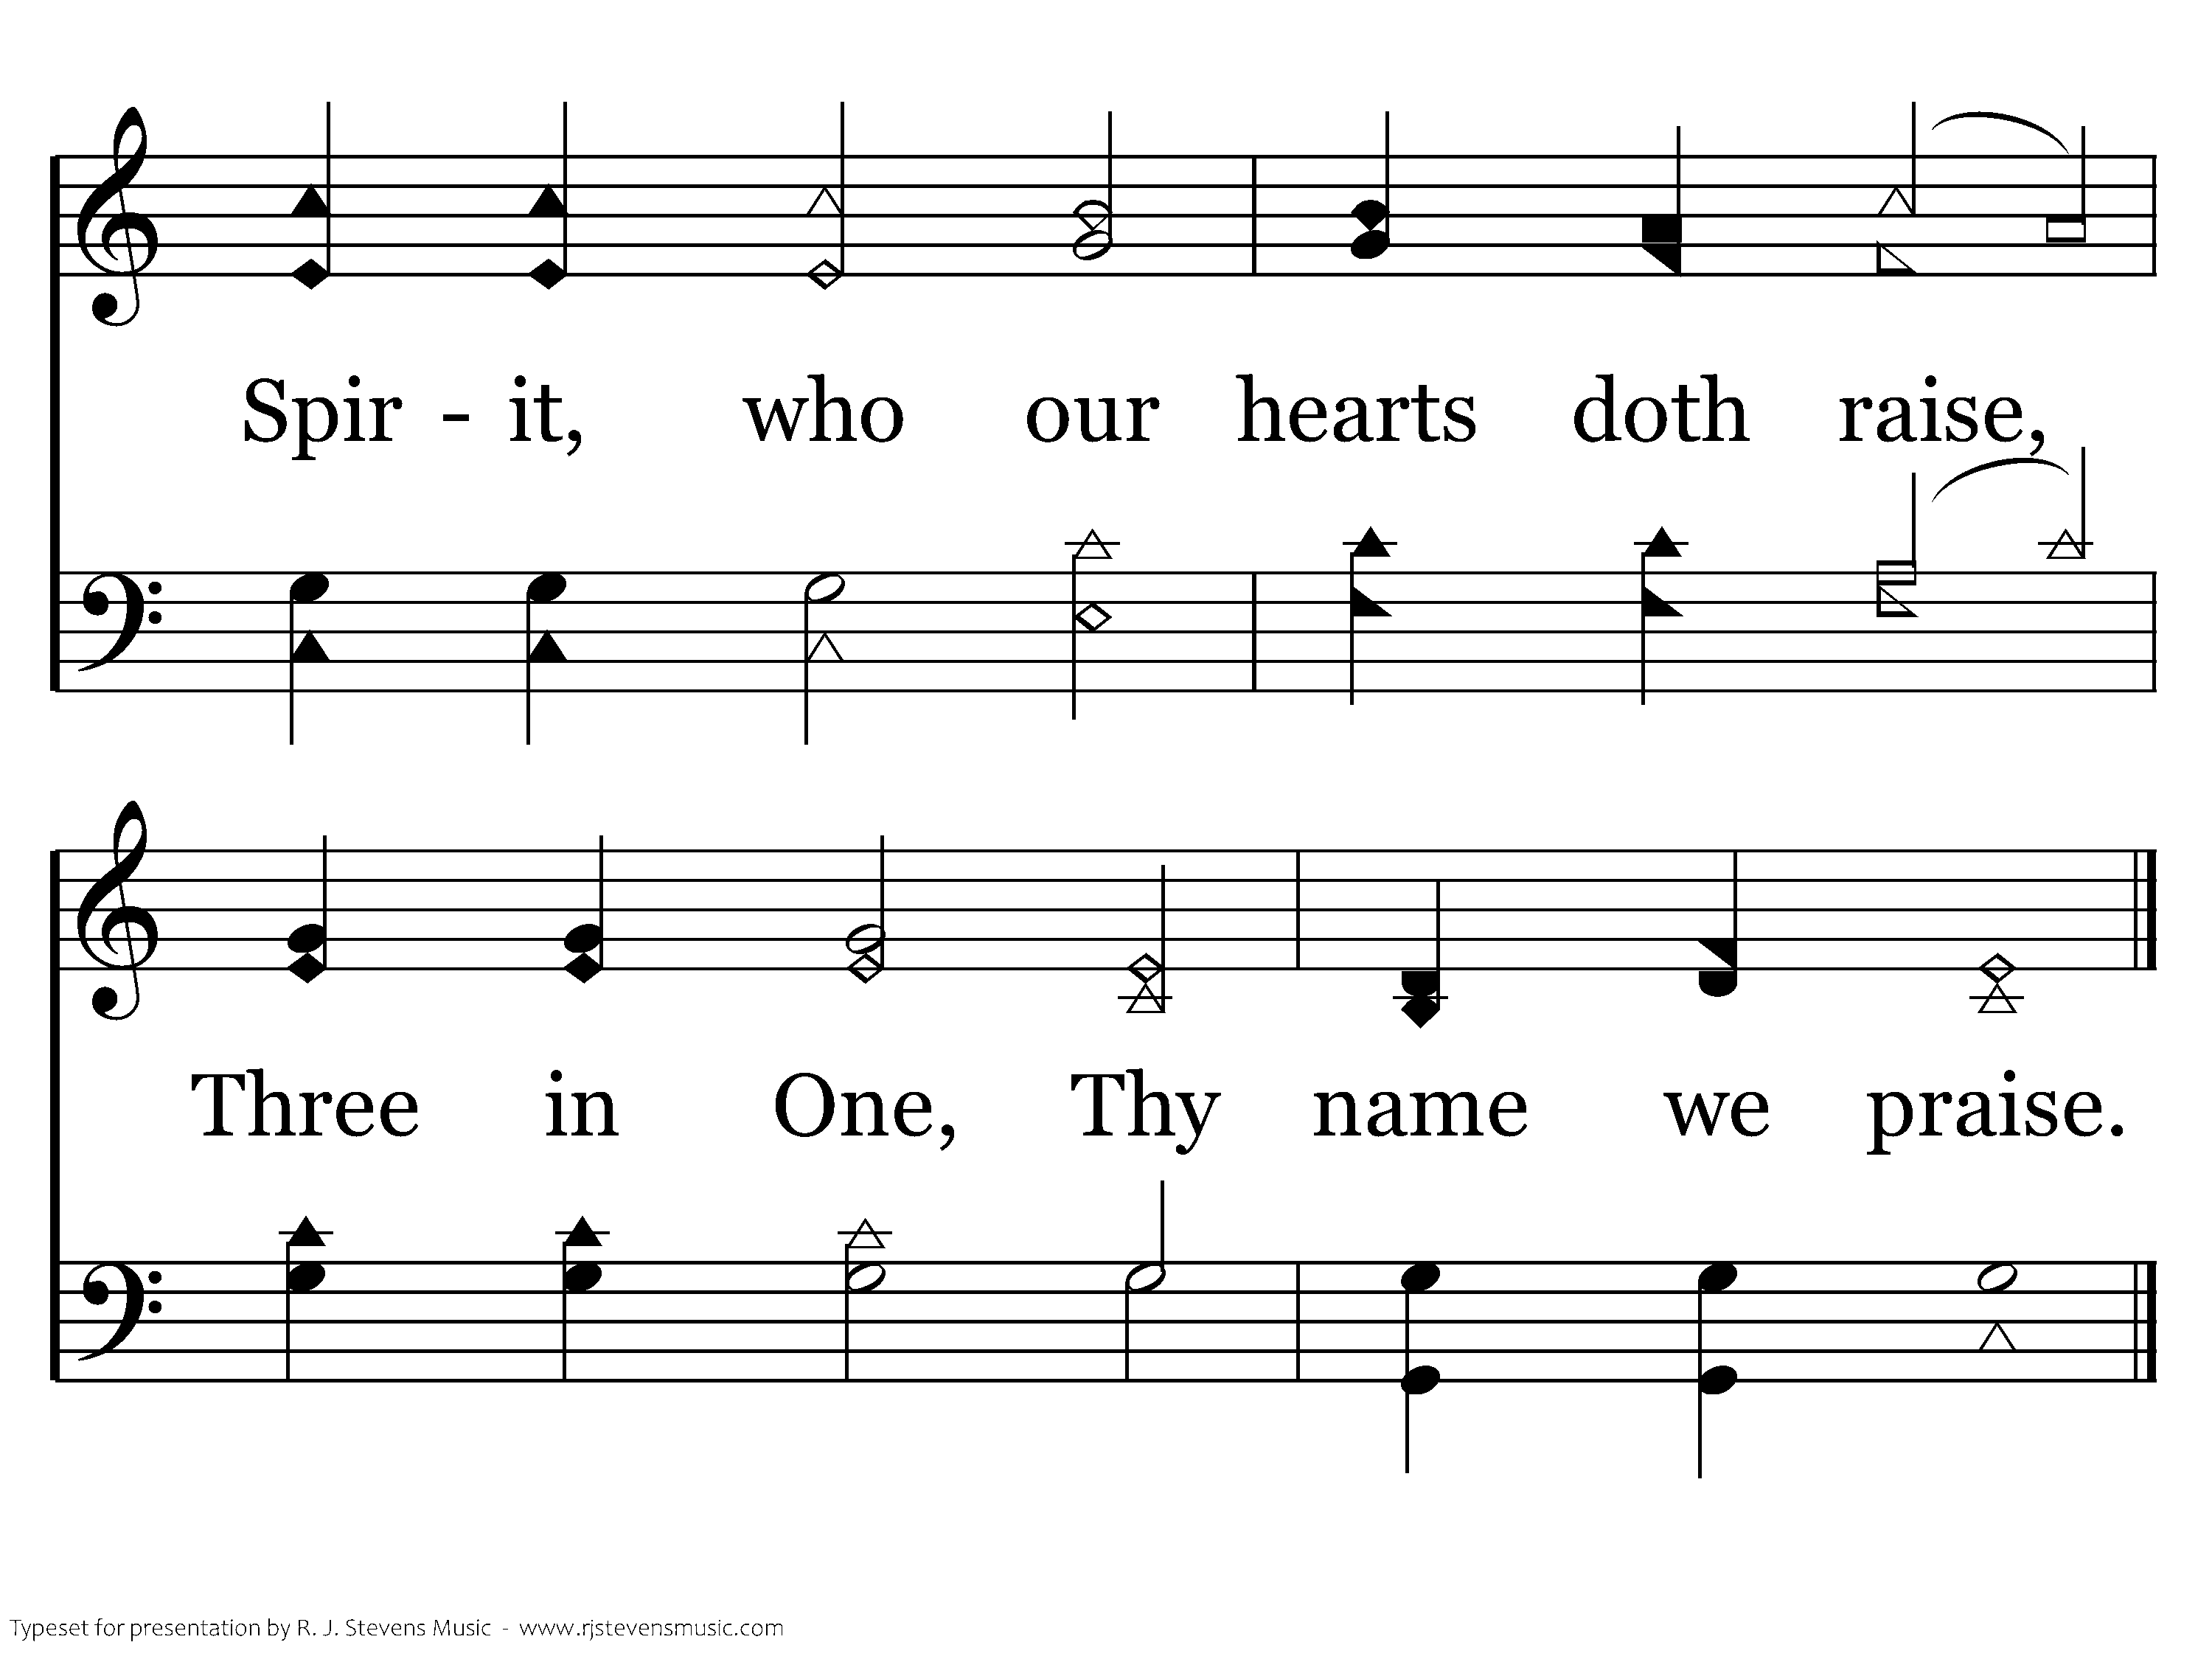 Spir - it, who our hearts doth raise,
Three in One, Thy name we praise.
Typeset for presentation by R. J. Stevens Music - www.rjstevensmusic.com